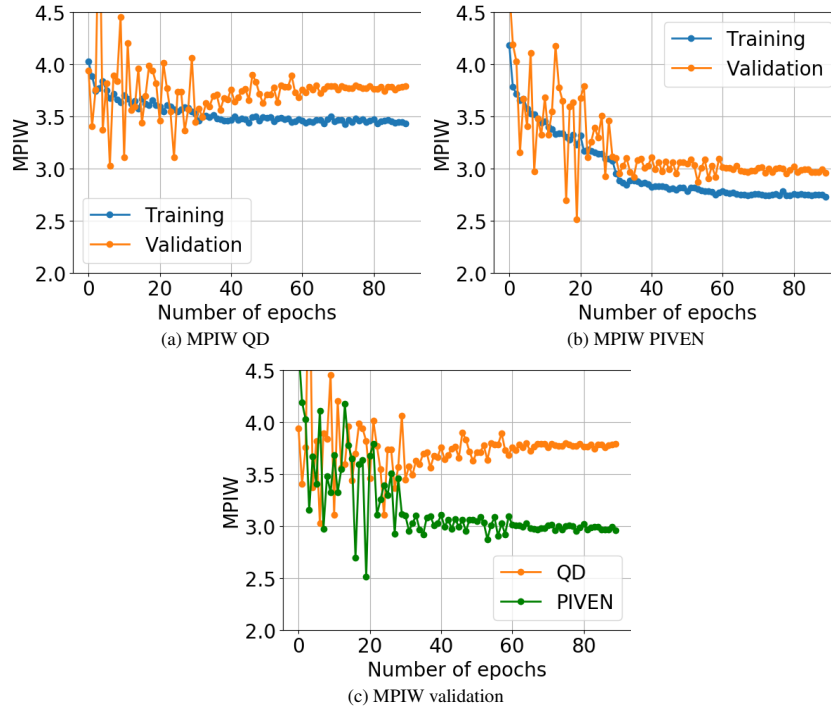 4.5
4.0
3.5
3.0
2.5
2.0
MPIW
Training
Validation
0 20 40 60 80
Number of epochs
(a) MPIW QD
4.5
4.0
3.5
3.0
2.5
2.0
MPIW
Training
Validation
0 20 40 60 80
Number of epochs
(b) MPIW PIVEN
4.5
4.0
3.5
3.0
2.5
2.0
MPIW
QD
PIVEN
0 20 40 60 80
Number of epochs
(c) MPIW validation